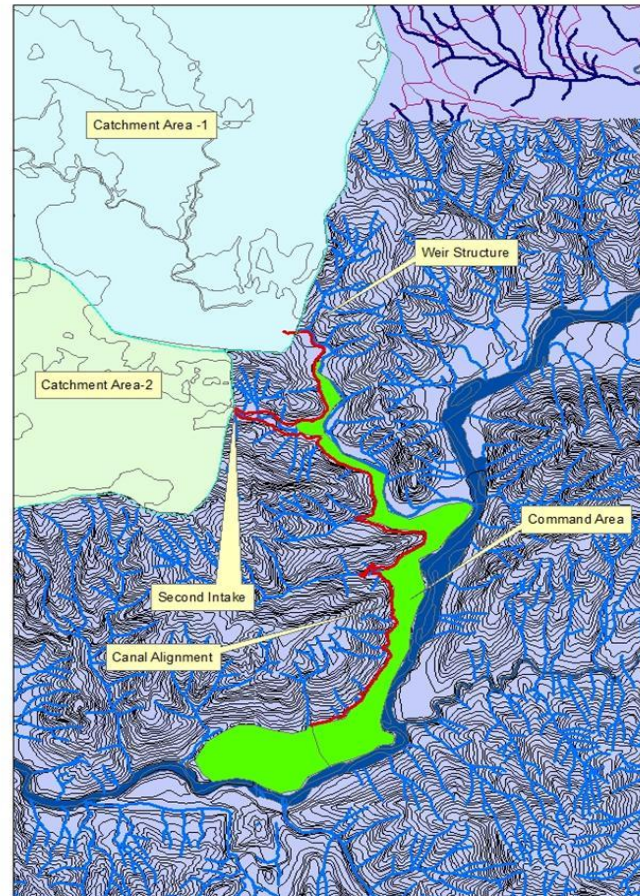 Catchment Area -1
Weir Structure
Catchment Area-2
Command Area
Second Intake
Canal Alignment